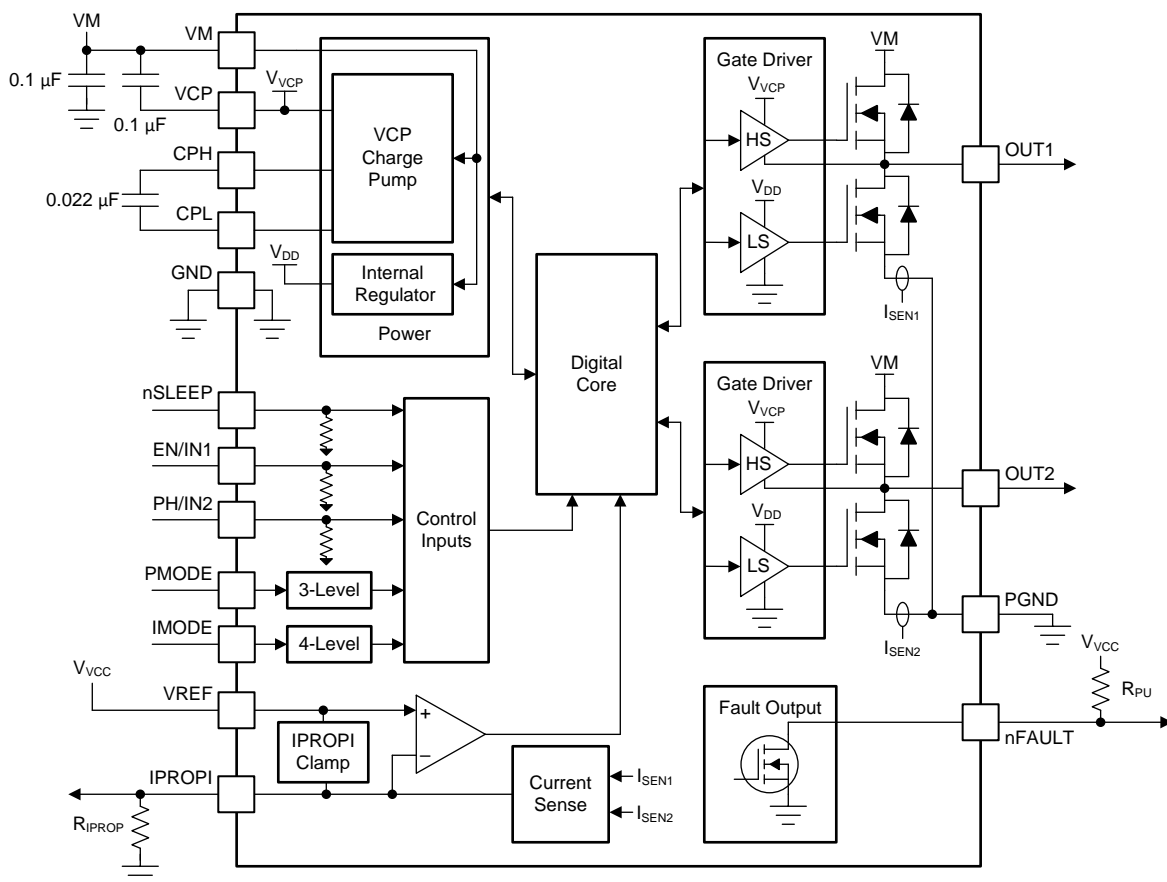 VM
VM
0.1 µF
VCP
0.1 µF
V_VCP
CPH
0.022 µF
CPL
GND
VCP
Charge
Pump
V_DD
Internal
Regulator
Power
nSLEEP
EN/IN1
PH/IN2
PMODE
3-Level
IMODE
4-Level
Control
Inputs
V_VCC
VREF
IPROPI
Clamp
+
−
IPROPI
R_IPROP
Current
Sense
I_SEN1
I_SEN2
Digital
Core
Gate Driver
V_VCP
HS
V_DD
LS
VM
OUT1
I_SEN1
Gate Driver
V_VCP
HS
V_DD
LS
VM
OUT2
I_SEN2
PGND
V_VCC
R_PU
Fault Output
nFAULT